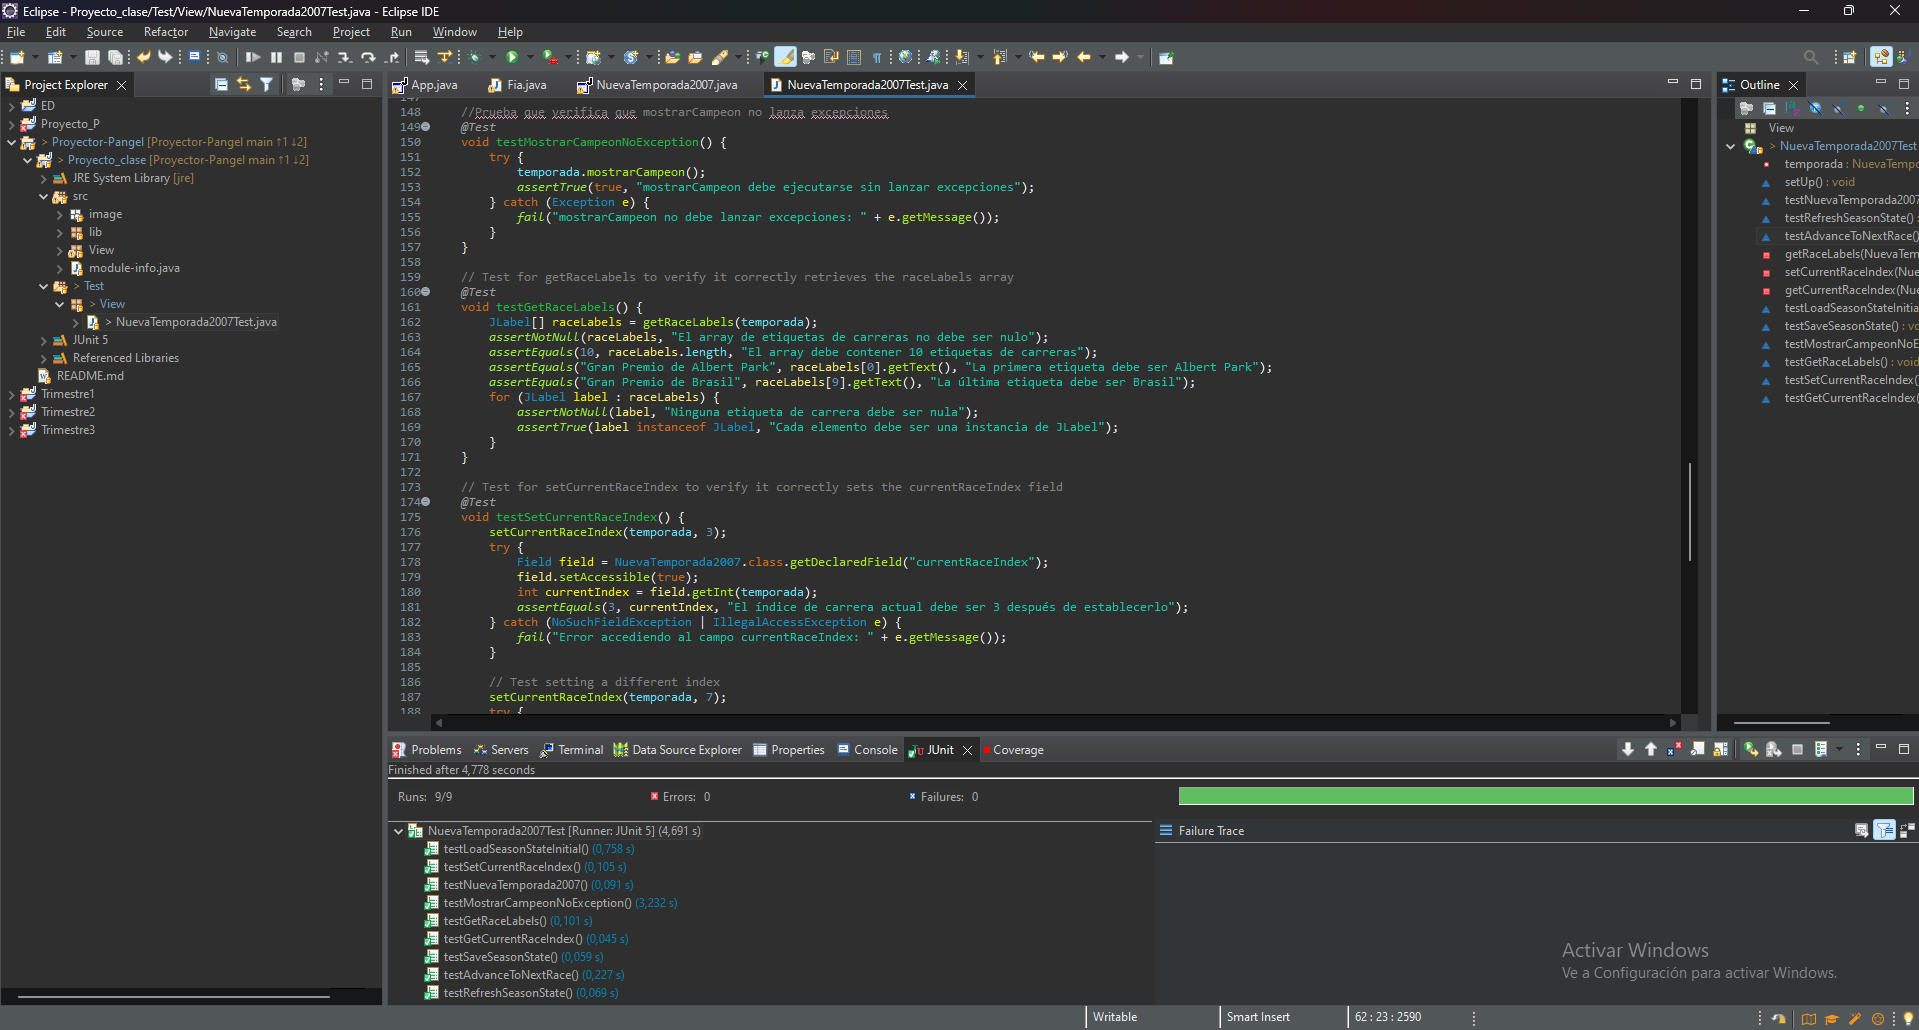 Eclipse - Proyecto_clase/Test/View/NuevaTemporada2007Test.java - Eclipse IDE
File Edit Source Refactor Navigate Search Project Run Window Help
Project Explorer
ED
Proyecto_P
> Proyector-Pangel [Proyector-Pangel main ↑1 ↓2]
> Proyecto_clase [Proyector-Pangel main ↑1 ↓2]
JRE System Library [jre]
src
image
lib
View
module-info.java
> Test
> View
> NuevaTemporada2007Test.java
JUnit 5
Referenced Libraries
README.md
Trimestre1
Trimestre2
Trimestre3
App.java Fia.java NuevaTemporada2007.java NuevaTemporada2007Test.java
148 //Prueba que verifica que mostrarCampeon no lanza excepciones
149 @Test
150 void testMostrarCampeonNoException() {
151 try {
152 temporada.mostrarCampeon();
153 assertTrue(true, "mostrarCampeon debe ejecutarse sin lanzar excepciones");
154 } catch (Exception e) {
155 fail("mostrarCampeon no debe lanzar excepciones: " + e.getMessage());
156 }
157 }
158
159 // Test for getRaceLabels to verify it correctly retrieves the raceLabels array
160 @Test
161 void testGetRaceLabels() {
162 JLabel[] raceLabels = getRaceLabels(temporada);
163 assertNotNull(raceLabels, "El array de etiquetas de carreras no debe ser nulo");
164 assertEquals(10, raceLabels.length, "El array debe contener 10 etiquetas de carreras");
165 assertEquals("Gran Premio de Albert Park", raceLabels[0].getText(), "La primera etiqueta debe ser Albert Park");
166 assertEquals("Gran Premio de Brasil", raceLabels[9].getText(), "La última etiqueta debe ser Brasil");
167 for (JLabel label : raceLabels) {
168 assertNotNull(label, "Ninguna etiqueta de carrera debe ser nula");
169 assertTrue(label instanceof JLabel, "Cada elemento debe ser una instancia de JLabel");
170 }
171 }
172
173 // Test for setCurrentRaceIndex to verify it correctly sets the currentRaceIndex field
174 @Test
175 void testSetCurrentRaceIndex() {
176 setCurrentRaceIndex(temporada, 3);
177 try {
178 Field field = NuevaTemporada2007.class.getDeclaredField("currentRaceIndex");
179 field.setAccessible(true);
180 int currentIndex = field.getInt(temporada);
181 assertEquals(3, currentIndex, "El índice de carrera actual debe ser 3 después de establecerlo");
182 } catch (NoSuchFieldException | IllegalAccessException e) {
183 fail("Error accediendo al campo currentRaceIndex: " + e.getMessage());
184 }
185
186 // Test setting a different index
187 setCurrentRaceIndex(temporada, 7);
188 try {
Outline
View
> NuevaTemporada2007Test
temporada : NuevaTempo
setUp() : void
testNuevaTemporada2007
testRefreshSeasonState() :
testAdvanceToNextRace()
getRaceLabels(NuevaTem
setCurrentRaceIndex(Nue
getCurrentRaceIndex(Nue
testLoadSeasonStateInitia
testSaveSeasonState() : vo
testMostrarCampeonNoE
testGetRaceLabels() : void
testSetCurrentRaceIndex(
testGetCurrentRaceIndex(
Problems Servers Terminal Data Source Explorer Properties Console JUnit Coverage
Finished after 4,778 seconds
Runs: 9/9 Errors: 0 Failures: 0
NuevaTemporada2007Test [Runner: JUnit 5] (4,691 s)
testLoadSeasonStateInitial() (0,758 s)
testSetCurrentRaceIndex() (0,105 s)
testNuevaTemporada2007() (0,091 s)
testMostrarCampeonNoException() (3,232 s)
testGetRaceLabels() (0,101 s)
testGetCurrentRaceIndex() (0,045 s)
testSaveSeasonState() (0,059 s)
testAdvanceToNextRace() (0,227 s)
testRefreshSeasonState() (0,069 s)
Failure Trace
Activar Windows
Ve a Configuración para activar Windows.
Writable Smart Insert 62 : 23 : 2590